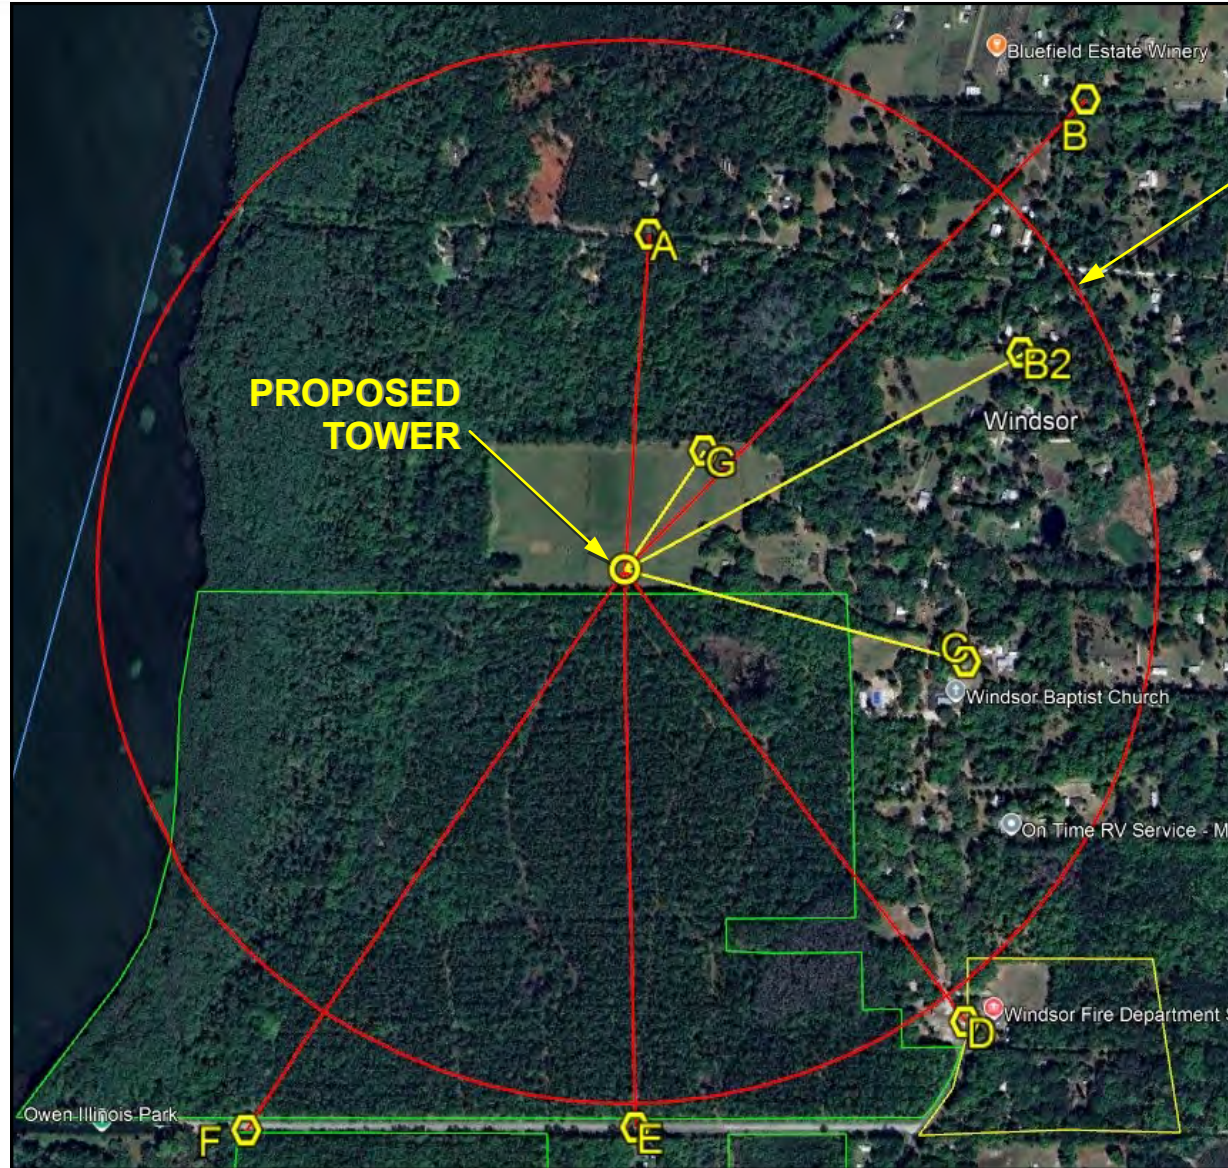 Bluefield Estate Winery
B
A
B2
PROPOSED
TOWER
Windsor
G
C
Windsor Baptist Church
On Time RV Service - M
Windsor Fire Department S
D
Owen Illinois Park
F
E